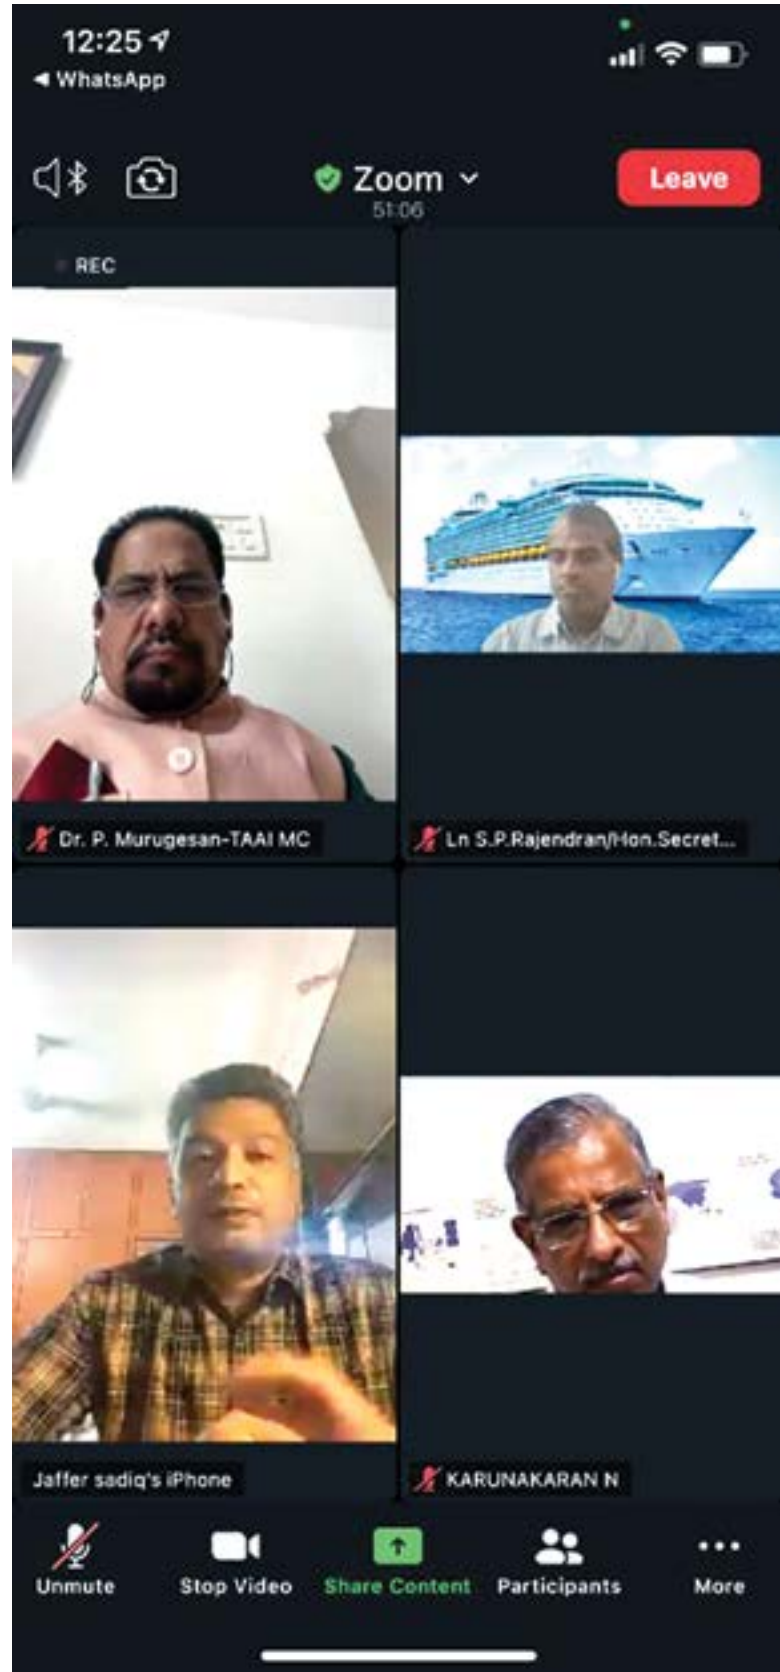 12:25
WhatsApp
Zoom
Leave
51:06
REC
Dr. P. Murugesan-TAAI MC
Ln S.P.Rajendran/Hon.Secret...
Jaffer sadiq's iPhone
KARUNAKARAN N
Unmute
Stop Video
Share Content
Participants
More